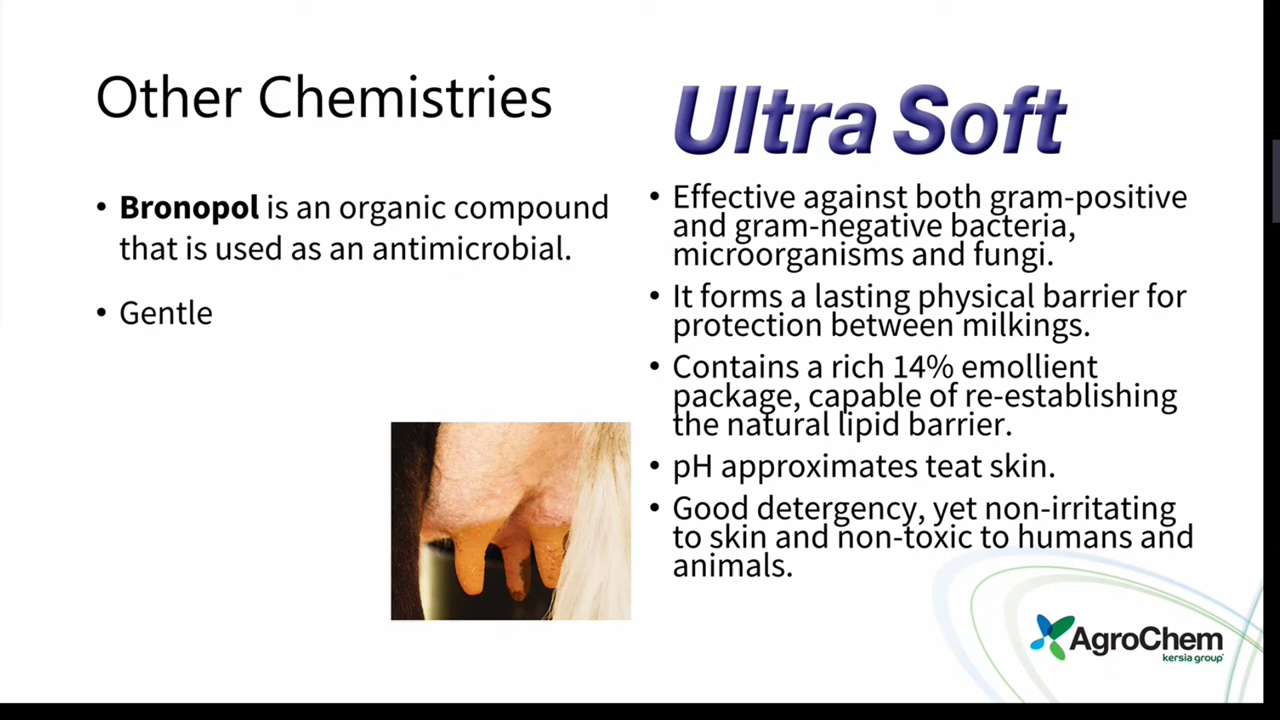 Other Chemistries
• Bronopol is an organic compound
that is used as an antimicrobial.
• Gentle
Ultra Soft
• Effective against both gram-positive
and gram-negative bacteria,
microorganisms and fungi.
• It forms a lasting physical barrier for
protection between milkings.
• Contains a rich 14% emollient
package, capable of re-establishing
the natural lipid barrier.
• pH approximates teat skin.
• Good detergency, yet non-irritating
to skin and non-toxic to humans and
animals.
AgroChem
kersia group